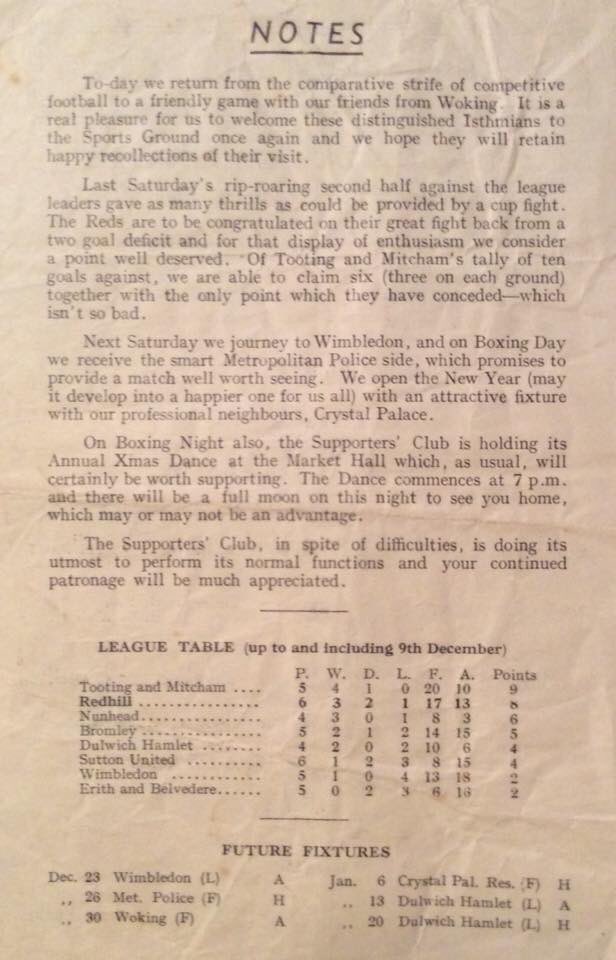 NOTES
To-day we return from the comparative strife of competitive
football to a friendly game with our friends from Woking. It is a
real pleasure for us to welcome these distinguished Isthmians to
the Sports Ground once again and we hope they will retain
happy recollections of their visit.
Last Saturday's rip-roaring second half against the league
leaders gave as many thrills as could be provided by a cup fight.
The Reds are to be congratulated on their great fight back from a
two goal deficit and for that display of enthusiasm we consider
a point well deserved. Of Tooting and Mitcham's tally of ten
goals against, we are able to claim six (three on each ground)
together with the only point which they have conceded—which
isn't so bad.
Next Saturday we journey to Wimbledon, and on Boxing Day
we receive the smart Metropolitan Police side, which promises to
provide a match well worth seeing. We open the New Year (may
it develop into a happier one for us all) with an attractive fixture
with our professional neighbours, Crystal Palace.
On Boxing Night also, the Supporters' Club is holding its
Annual Xmas Dance at the Market Hall which, as usual, will
certainly be worth supporting. The Dance commences at 7 p.m.
and there will be a full moon on this night to see you home,
which may or may not be an advantage.
The Supporters' Club, in spite of difficulties, is doing its
utmost to perform its normal functions and your continued
patronage will be much appreciated.
LEAGUE TABLE (up to and including 9th December)
P. W. D. L. F. A. Points
Tooting and Mitcham .... 5 4 1 0 20 10 9
Redhill................. 6 3 2 1 17 13 8
Nunhead................. 4 3 0 1 8 3 6
Bromley................. 5 2 1 2 14 15 5
Dulwich Hamlet ........ 4 2 0 2 10 6 4
Sutton United .......... 6 1 2 3 8 15 4
Wimbledon ............ 5 1 0 4 13 18 2
Erith and Belvedere...... 5 0 2 3 6 16 2
FUTURE FIXTURES
Dec. 23 Wimbledon (L) A Jan. 6 Crystal Pal. Res. (F) H
,, 26 Met. Police (F) H ,, 13 Dulwich Hamlet (L) A
,, 30 Woking (F) A ,, 20 Dulwich Hamlet (L) H